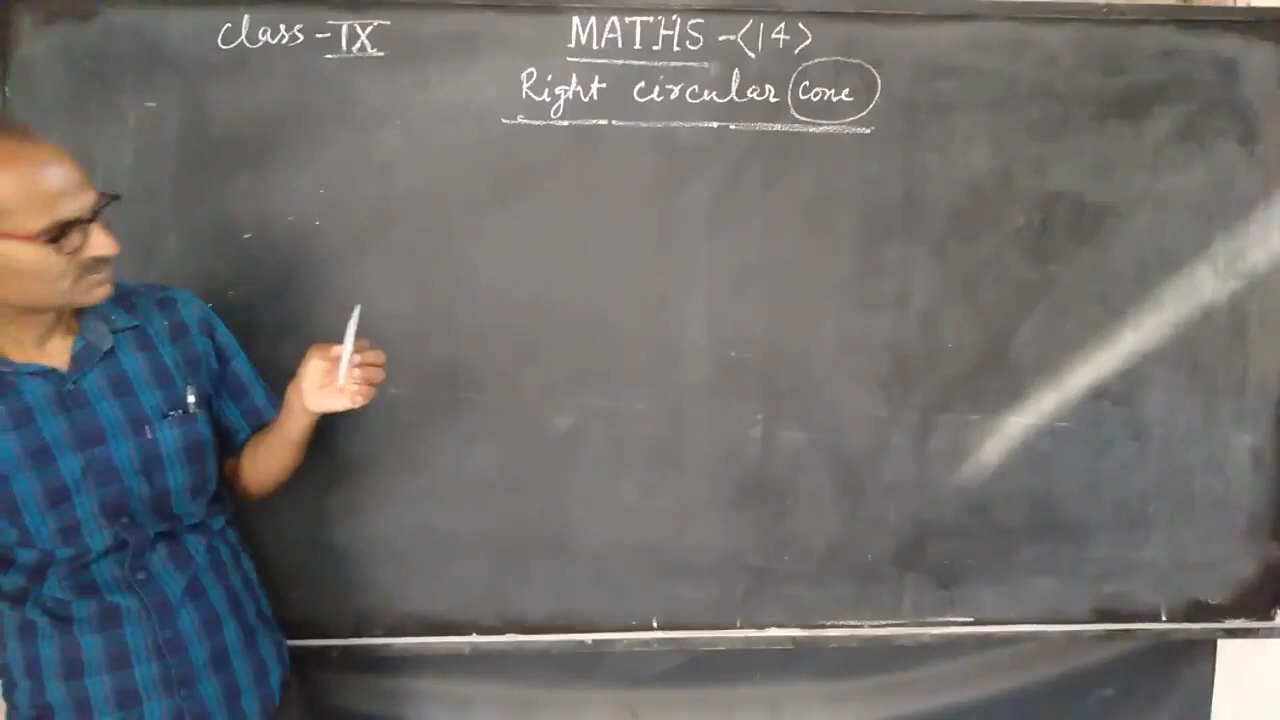 class - IX
MATHS - <14>
Right circular cone